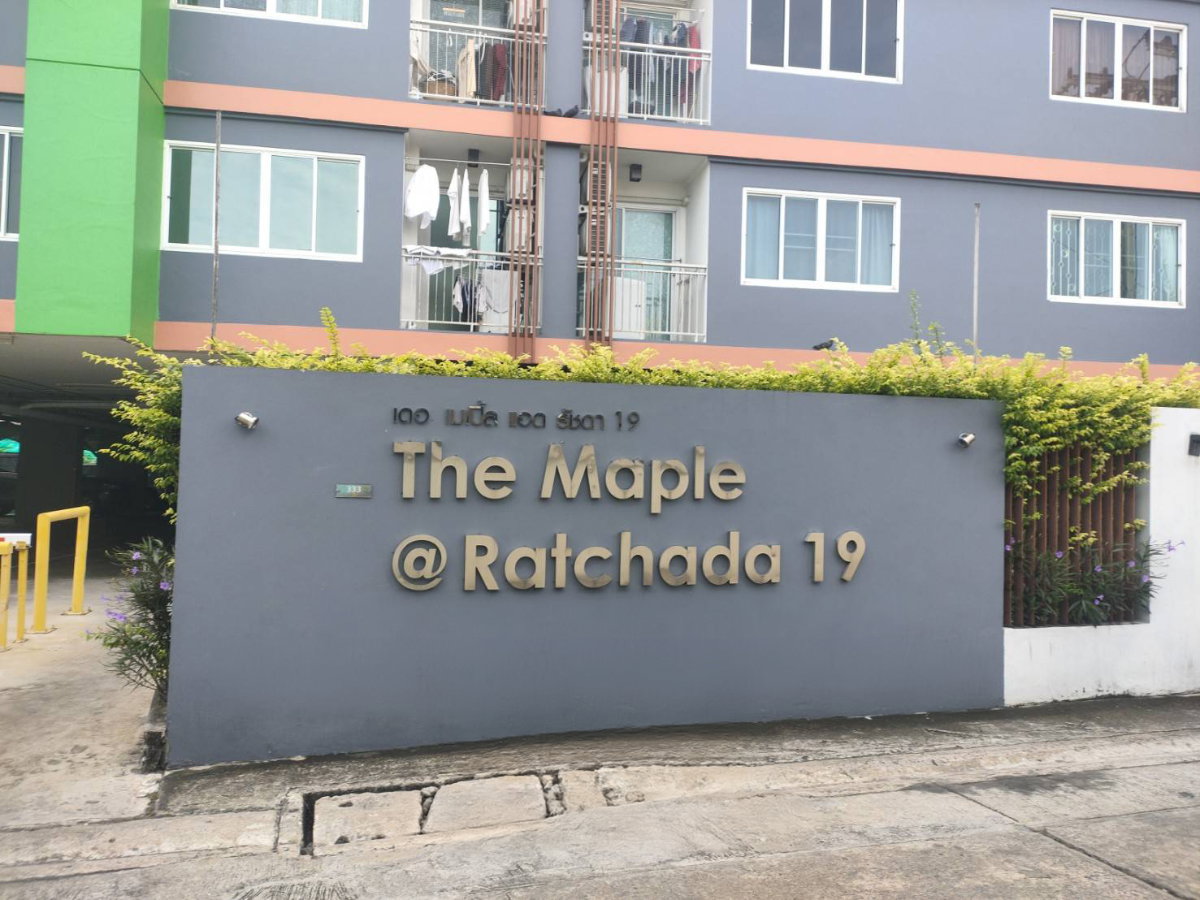 เดอ เมเปิ้ล แอด รัชดา 19
The Maple
333
@Ratchada 19